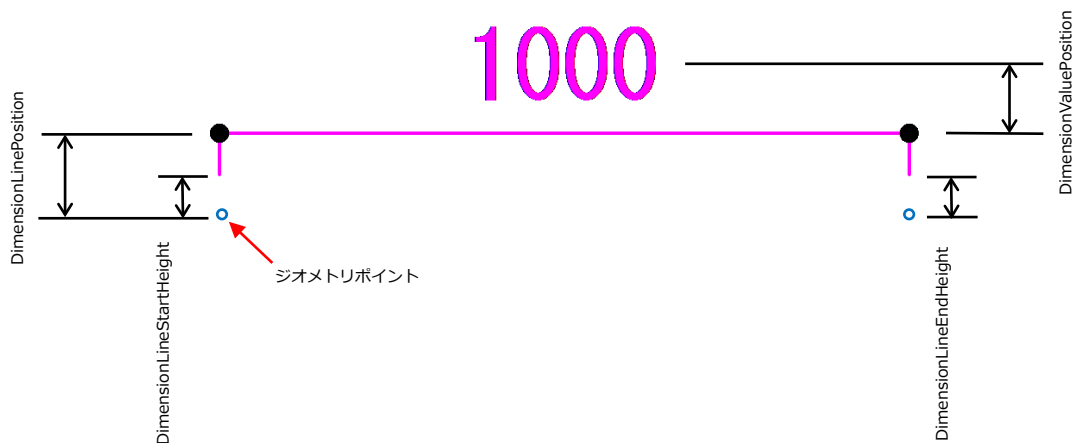 1000
DimensionLinePosition
DimensionValuePosition
ジオメトリポイント
DimensionLineStartHeight
DimensionLineEndHeight